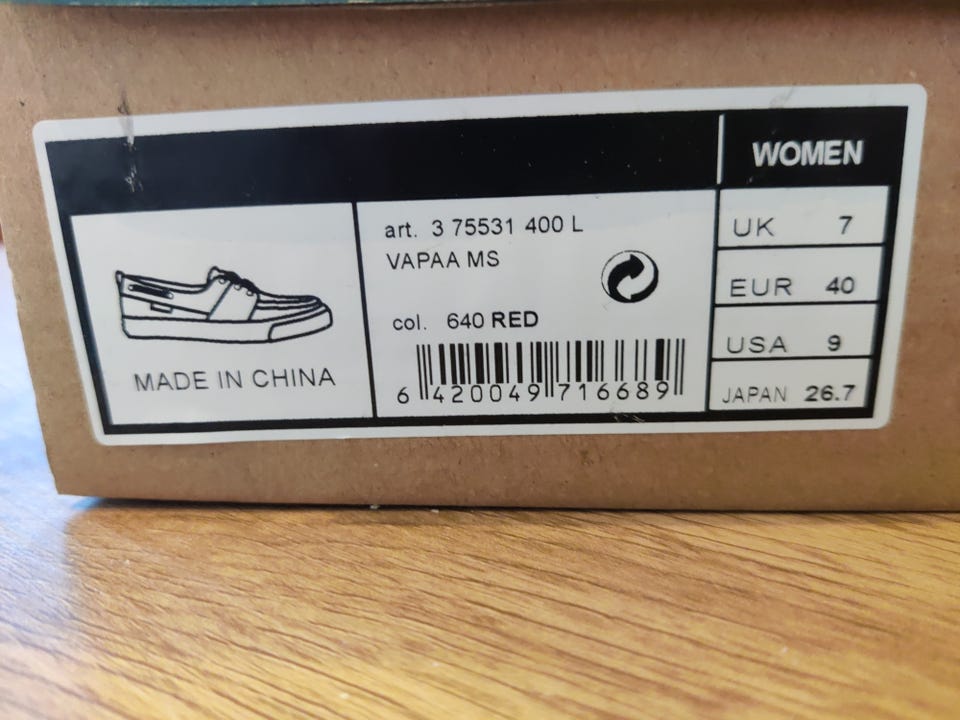 WOMEN
art. 3 75531 400 L
VAPAA MS
col. 640 RED
6 420049 716689
MADE IN CHINA
UK 7
EUR 40
USA 9
JAPAN 26.7